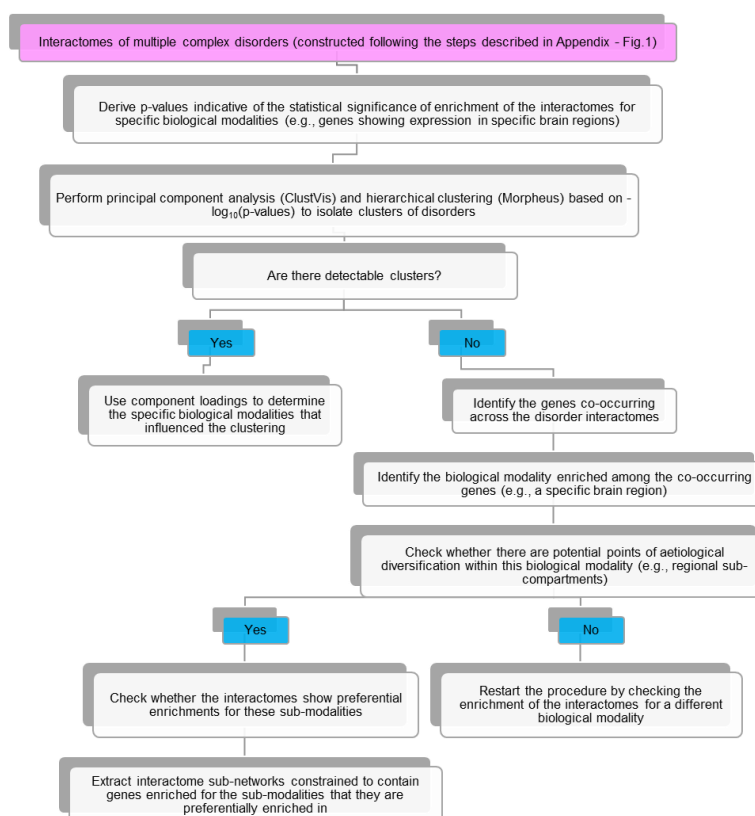 Interactomes of multiple complex disorders (constructed following the steps described in Appendix - Fig.1)
Derive p-values indicative of the statistical significance of enrichment of the interactomes for
specific biological modalities (e.g., genes showing expression in specific brain regions)
Perform principal component analysis (ClustVis) and hierarchical clustering (Morpheus) based on -
log₁₀(p-values) to isolate clusters of disorders
Are there detectable clusters?
Yes
No
Use component loadings to determine
the specific biological modalities that
influenced the clustering
Identify the genes co-occurring
across the disorder interactomes
Identify the biological modality enriched among the co-occurring
genes (e.g., a specific brain region)
Check whether there are potential points of aetiological
diversification within this biological modality (e.g., regional sub-
compartments)
Yes
No
Check whether the interactomes show preferential
enrichments for these sub-modalities
Restart the procedure by checking the
enrichment of the interactomes for a different
biological modality
Extract interactome sub-networks constrained to contain
genes enriched for the sub-modalities that they are
preferentially enriched in